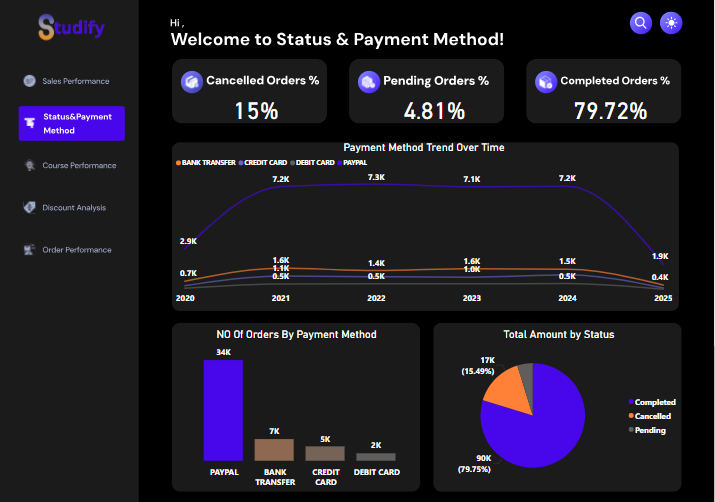 Studify
Hi ,
Welcome to Status & Payment Method!
Sales Performance
Status&Payment
Method
Course Performance
Discount Analysis
Order Performance
Cancelled Orders %
15%
Pending Orders %
4.81%
Completed Orders %
79.72%
Payment Method Trend Over Time
BANK TRANSFER CREDIT CARD DEBIT CARD PAYPAL
7.2K 7.3K 7.1K 7.2K
2.9K
1.9K
1.6K 1.4K 1.6K 1.5K
0.7K 1.1K 1.0K 0.4K
0.5K 0.5K 0.5K
2020 2021 2022 2023 2024 2025
NO Of Orders By Payment Method
34K
7K
5K
2K
PAYPAL BANK TRANSFER CREDIT CARD DEBIT CARD
Total Amount by Status
17K
(15.49%)
90K
(79.75%)
Completed
Cancelled
Pending